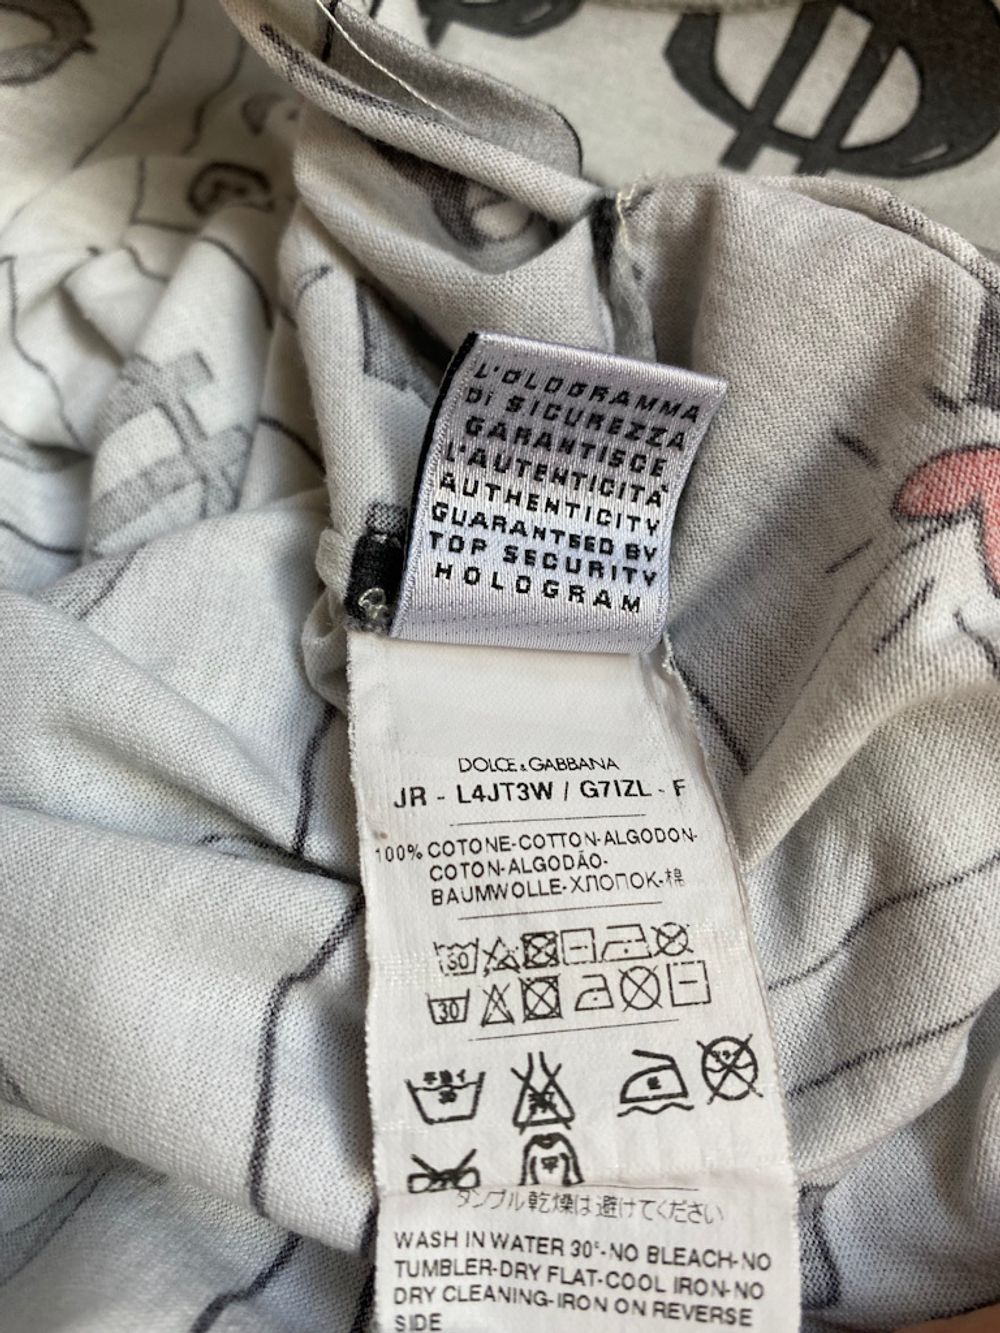 L'OLOGRAMMA
Di SICUREZZA
GARANTISCE
L'AUTENTICITÀ
AUTHENTICITY
GUARANTEED BY
TOP SECURITY
HOLOGRAM
DOLCE & GABBANA
JR - L4JT3W / G7IZL - F
100% COTONE-COTTON-ALGODON-
COTON-ALGODÃO-
BAUMWOLLE-ХЛОПОК-棉
30
30
タンブル乾燥は避けてください
WASH IN WATER 30°-NO BLEACH-NO
TUMBLER-DRY FLAT-COOL IRON-NO
DRY CLEANING-IRON ON REVERSE
SIDE